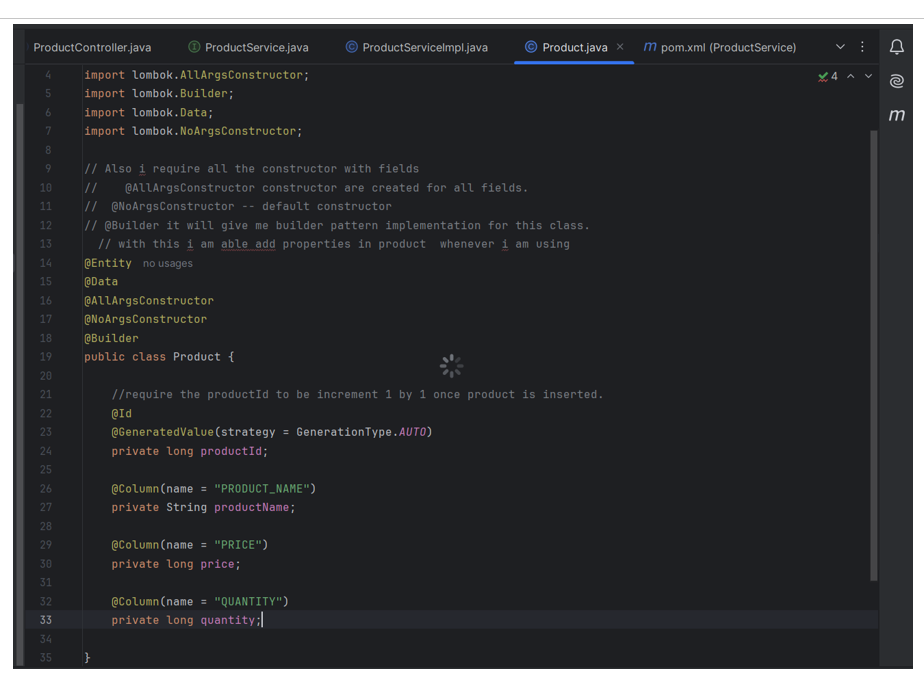 ProductController.java ProductService.java ProductServiceImpl.java Product.java × m pom.xml (ProductService)
4 import lombok.AllArgsConstructor; 4
5 import lombok.Builder;
6 import lombok.Data;
7 import lombok.NoArgsConstructor;
8
9 // Also i require all the constructor with fields
10 //    @AllArgsConstructor constructor are created for all fields.
11 //  @NoArgsConstructor -- default constructor
12 // @Builder it will give me builder pattern implementation for this class.
13   // with this i am able add properties in product  whenever i am using
14 @Entity no usages
15 @Data
16 @AllArgsConstructor
17 @NoArgsConstructor
18 @Builder
19 public class Product {
20
21     //require the productId to be increment 1 by 1 once product is inserted.
22     @Id
23     @GeneratedValue(strategy = GenerationType.AUTO)
24     private long productId;
25
26     @Column(name = "PRODUCT_NAME")
27     private String productName;
28
29     @Column(name = "PRICE")
30     private long price;
31
32     @Column(name = "QUANTITY")
33     private long quantity;
34
35 }